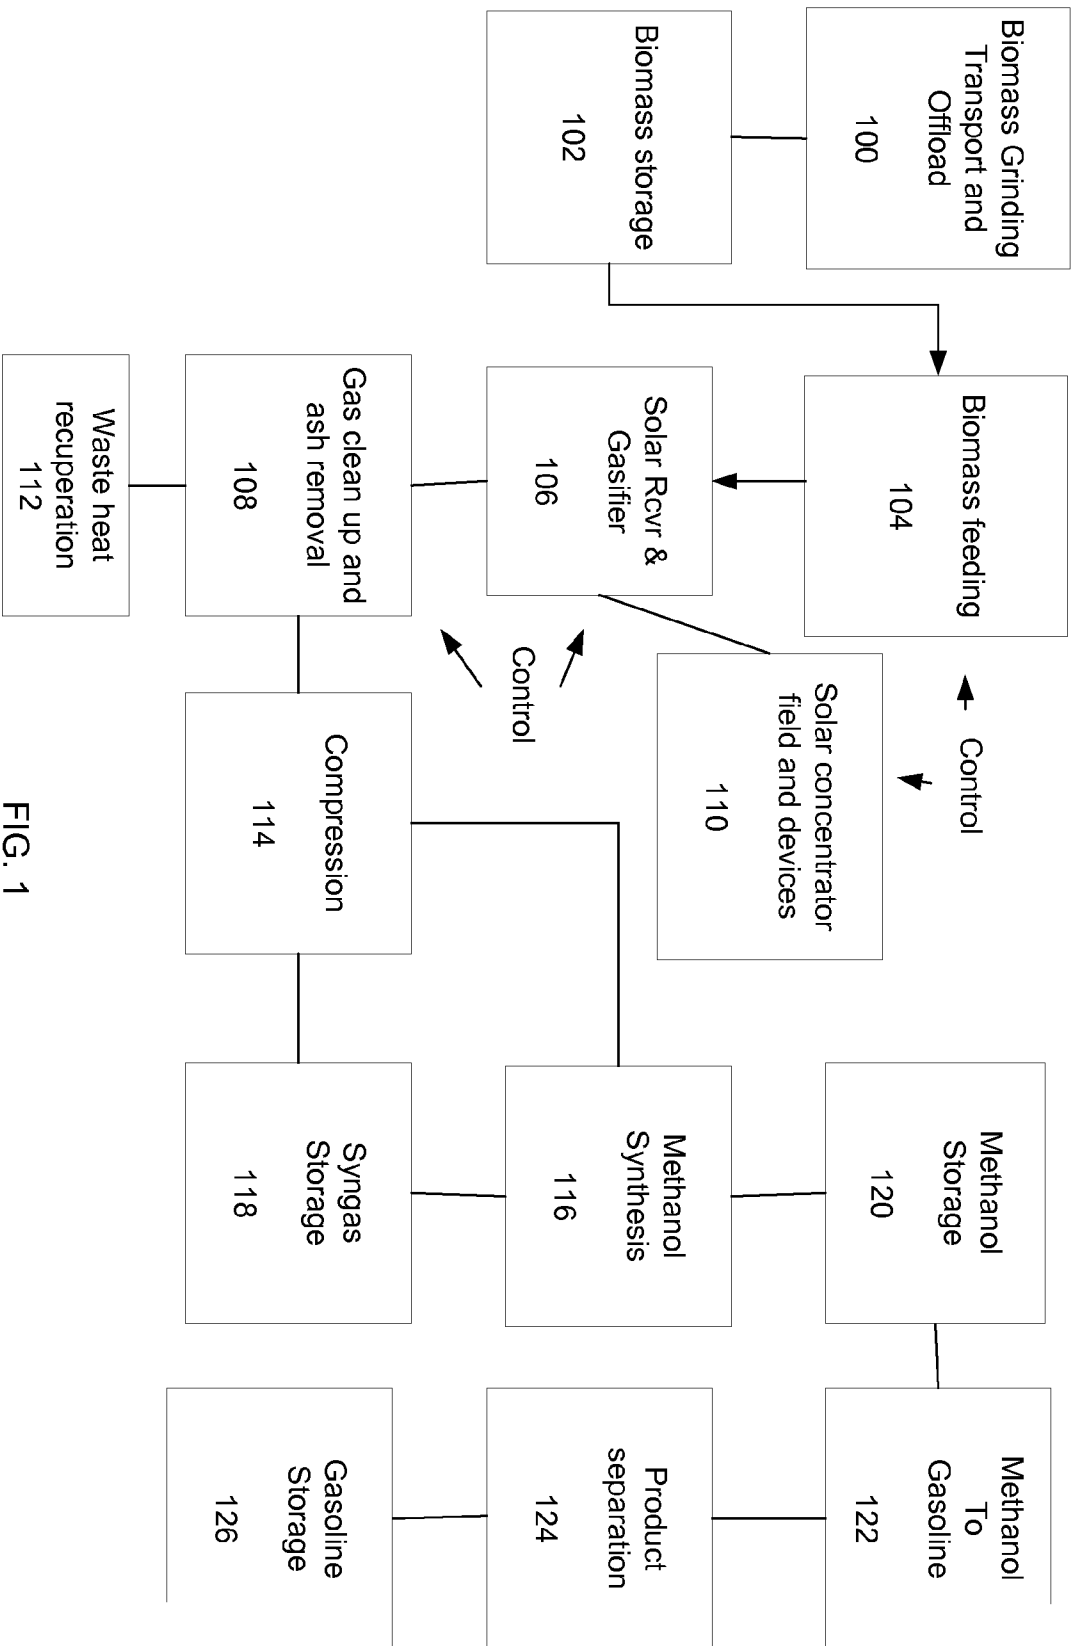 Biomass Grinding
Transport and
Offload
100
Biomass storage
102
Biomass feeding
104
Control
Solar Rcvr &
Gasifier
106
Solar concentrator
field and devices
110
Control
Gas clean up and
ash removal
108
Waste heat
recuperation
112
Compression
114
Methanol
Storage
120
Methanol
Synthesis
116
Syngas
Storage
118
Methanol
To
Gasoline
122
Product
separation
124
Gasoline
Storage
126
FIG. 1